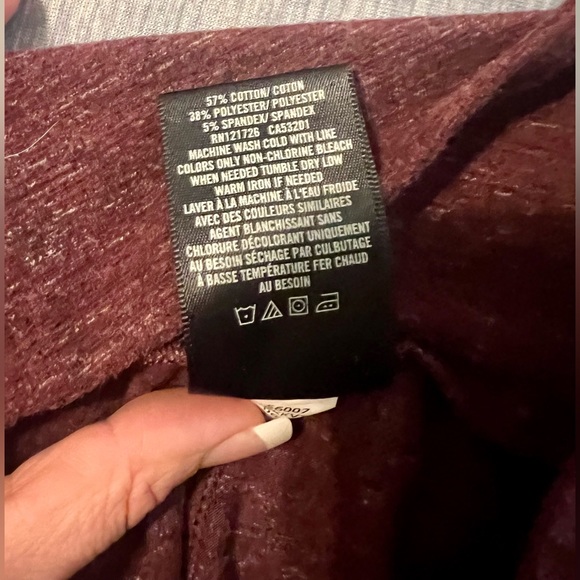 57% COTTON/ COTON
38% POLYESTER/ POLYESTER
5% SPANDEX/ SPANDEX
RN121726 CA53201
MACHINE WASH COLD WITH LIKE
COLORS ONLY NON-CHLORINE BLEACH
WHEN NEEDED TUMBLE DRY LOW
WARM IRON IF NEEDED
LAVER À LA MACHINE À L'EAU FROIDE
AVEC DES COULEURS SIMILAIRES
AGENT BLANCHISSANT SANS
CHLORURE DÉCOLORANT UNIQUEMENT
AU BESOIN SÉCHAGE PAR CULBUTAGE
À BASSE TEMPÉRATURE FER CHAUD
AU BESOIN